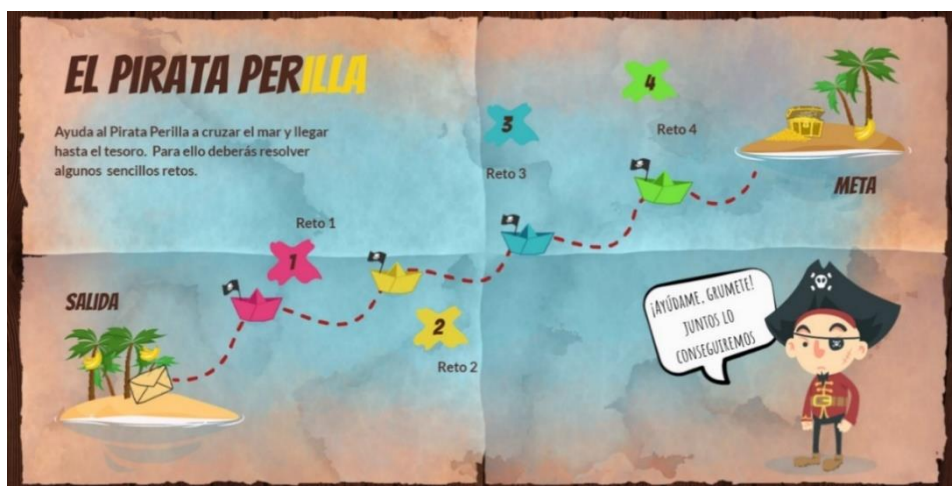 EL PIRATA PERILLA
Ayuda al Pirata Perilla a cruzar el mar y llegar
hasta el tesoro. Para ello deberás resolver
algunos sencillos retos.
4
3
Reto 4
Reto 3
META
Reto 1
1
SALIDA
2
Reto 2
¡AYÚDAME, GRUMETE!
JUNTOS LO
CONSEGUIREMOS